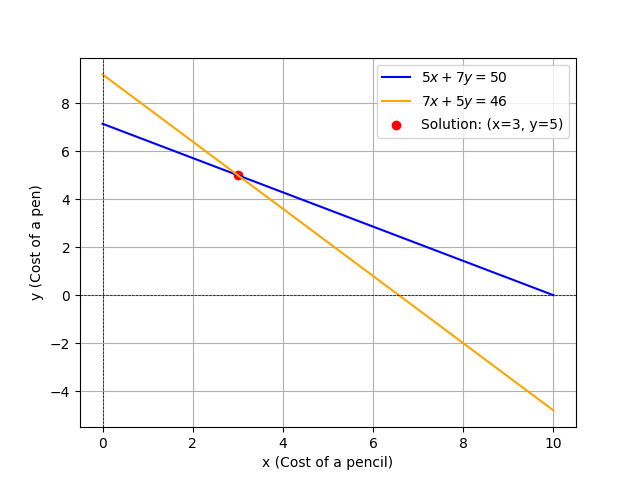 5x + 7y = 50
7x + 5y = 46
Solution: (x=3, y=5)
y (Cost of a pen)
8
6
4
2
0
−2
−4
0 2 4 6 8 10
x (Cost of a pencil)